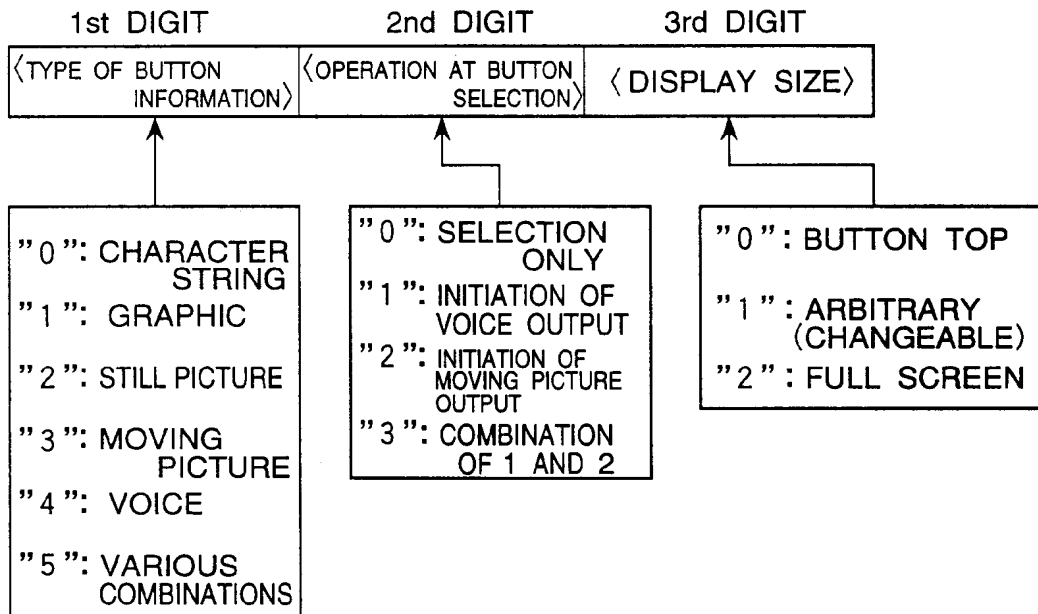 1st DIGIT 2nd DIGIT 3rd DIGIT
〈TYPE OF BUTTON
INFORMATION〉
〈OPERATION AT BUTTON
SELECTION〉
〈DISPLAY SIZE〉
"0": CHARACTER
STRING
"1": GRAPHIC
"2": STILL PICTURE
"3": MOVING
PICTURE
"4": VOICE
"5": VARIOUS
COMBINATIONS
"0": SELECTION
ONLY
"1": INITIATION OF
VOICE OUTPUT
"2": INITIATION OF
MOVING PICTURE
OUTPUT
"3": COMBINATION
OF 1 AND 2
"0": BUTTON TOP
"1": ARBITRARY
(CHANGEABLE)
"2": FULL SCREEN